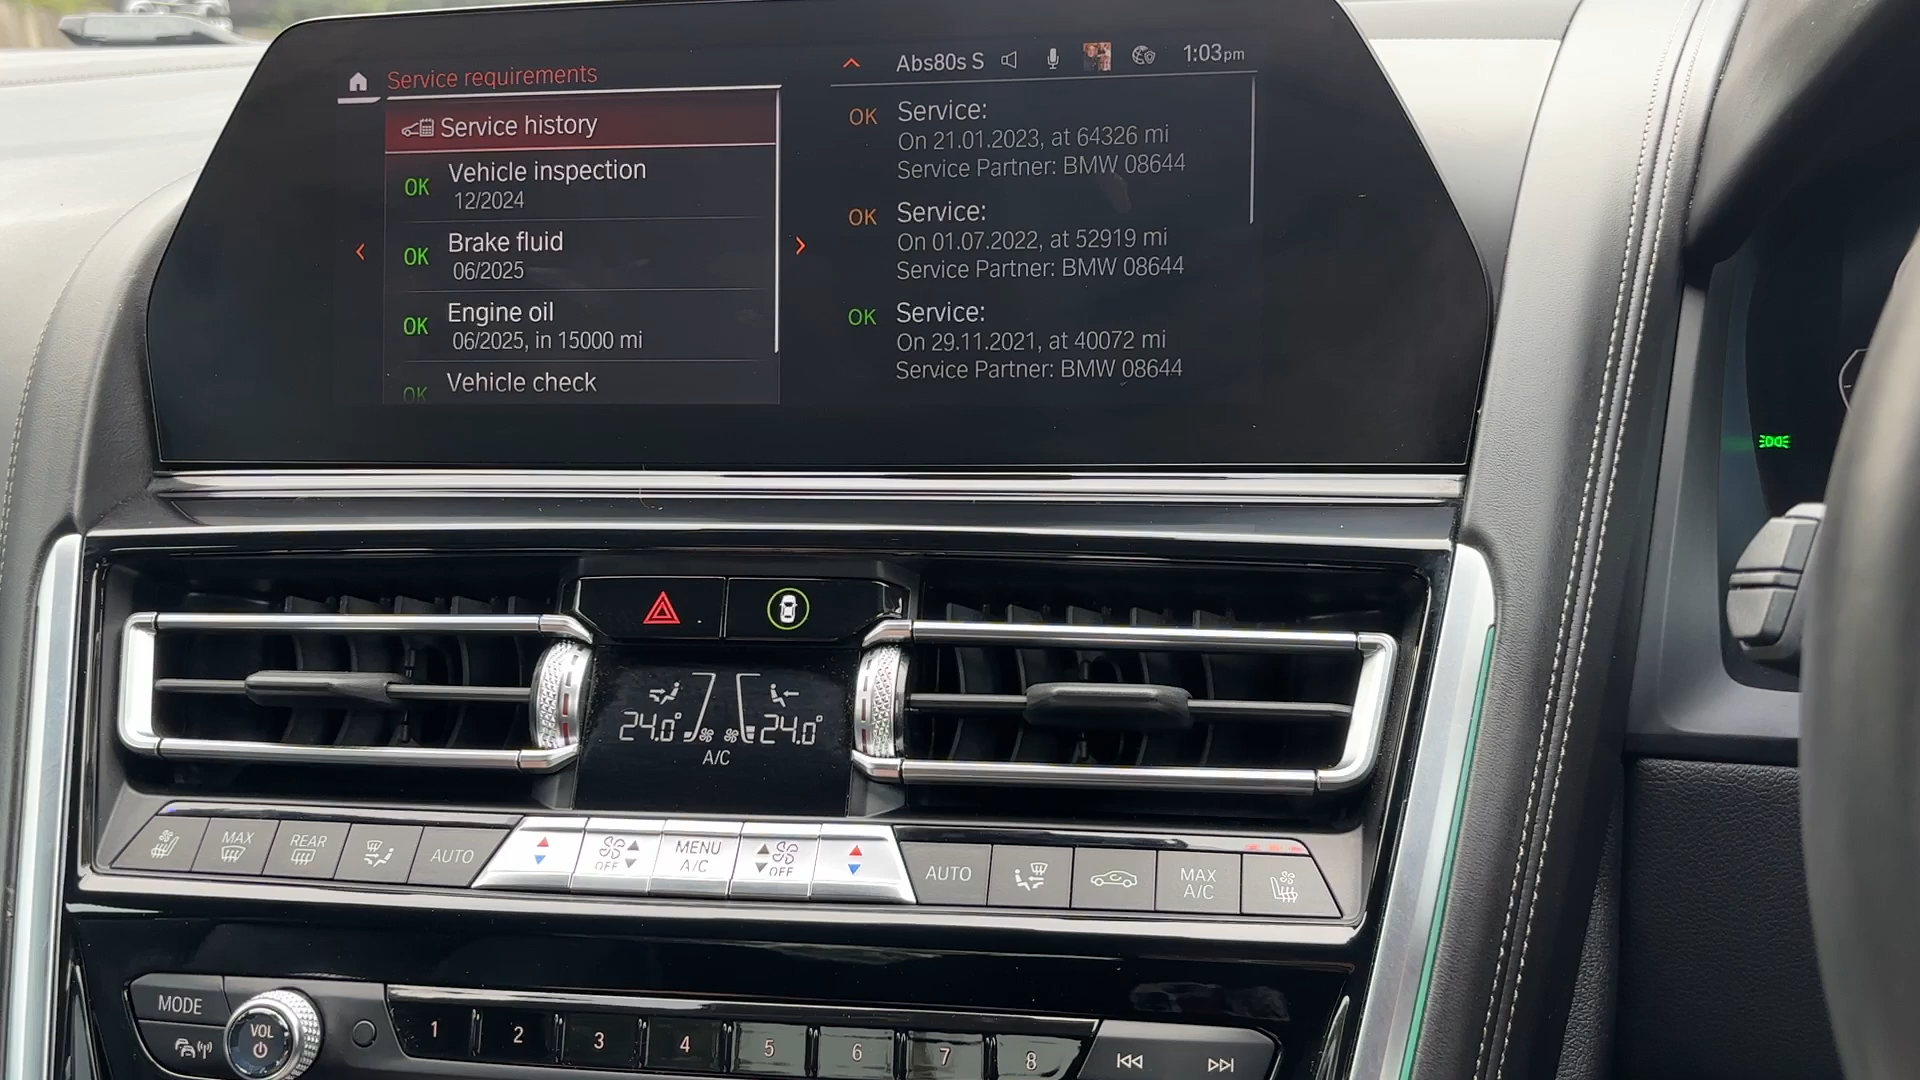 Service requirements
Service history
OK Vehicle inspection
12/2024
OK Brake fluid
06/2025
OK Engine oil
06/2025, in 15000 mi
OK Vehicle check
Abs80s S 1:03pm
OK Service:
On 21.01.2023, at 64326 mi
Service Partner: BMW 08644
OK Service:
On 01.07.2022, at 52919 mi
Service Partner: BMW 08644
OK Service:
On 29.11.2021, at 40072 mi
Service Partner: BMW 08644
24.0° 24.0°
A/C
MAX
REAR
AUTO
OFF
MENU
A/C
OFF
AUTO
MAX
A/C
MODE
VOL
1 2 3 4 5 6 7 8